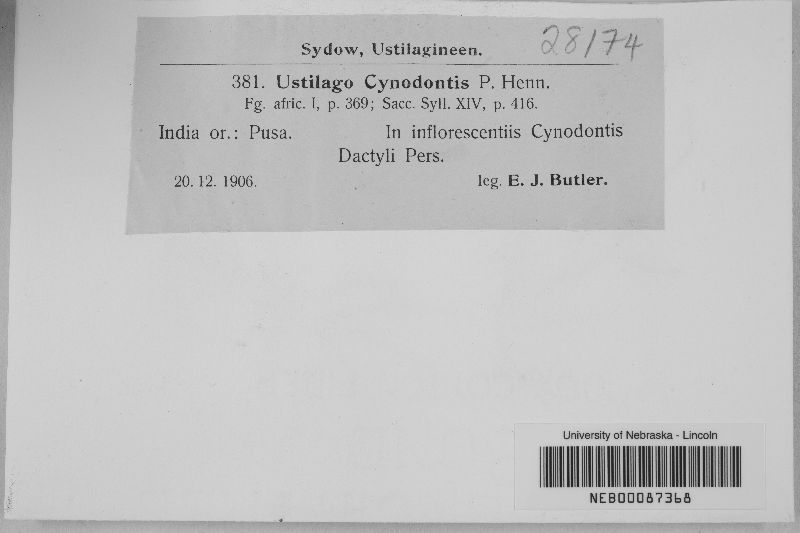 Sydow, Ustilagineen. 28174
381. Ustilago Cynodontis P. Henn.
Fg. afric. I, p. 369; Sacc. Syll. XIV, p. 416.
India or.: Pusa. In inflorescentiis Cynodontis
Dactyli Pers.
20. 12. 1906. leg. E. J. Butler.
University of Nebraska - Lincoln
NEB00087368